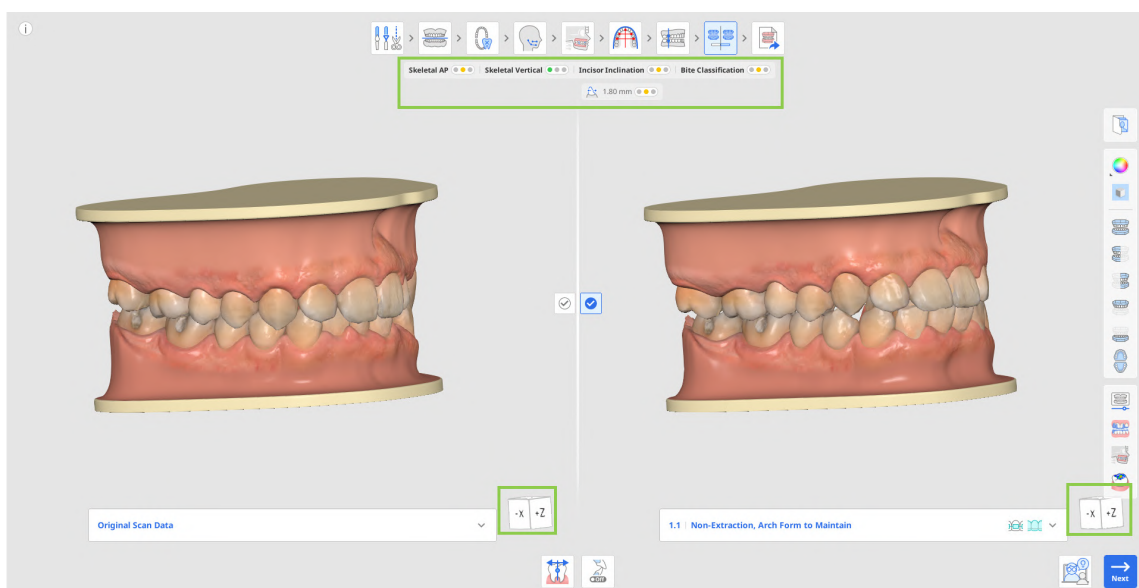 Skeletal AP Skeletal Vertical Incisor Inclination Bite Classification
1.80 mm
Original Scan Data
-X +Z
1.1 Non-Extraction, Arch Form to Maintain
-X +Z
OFF
Next